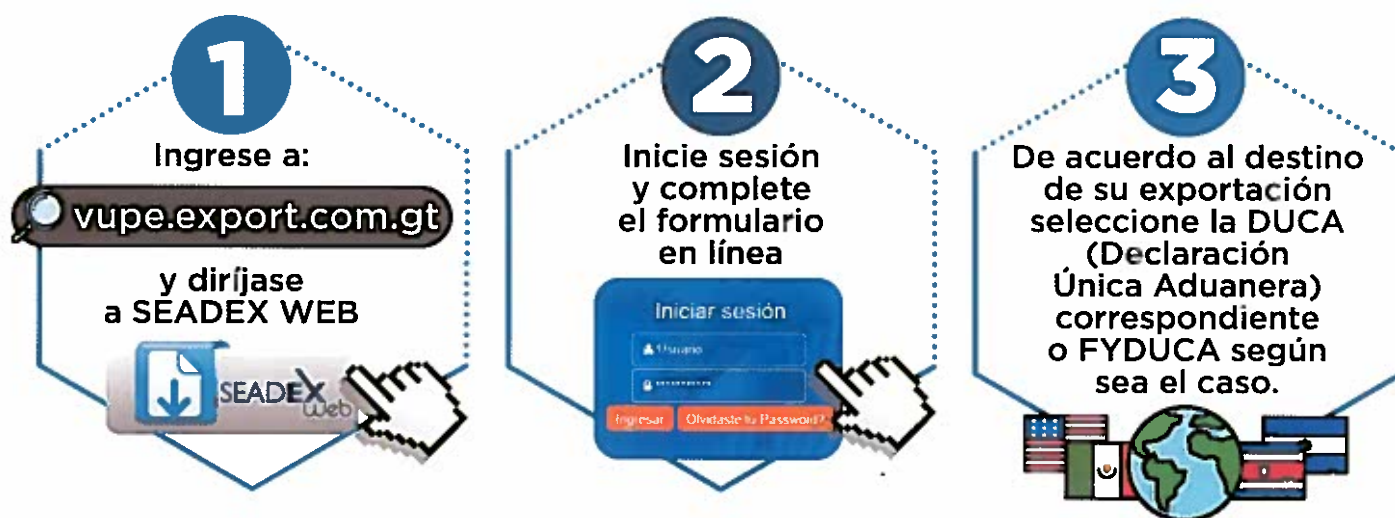 1
Ingrese a:
vupe.export.com.gt
y diríjase
a SEADEX WEB
SEADEX
Web
2
Inicie sesión
y complete
el formulario
en línea
Iniciar sesión
Usuario
************
Ingresar Olvidaste tu Password?
3
De acuerdo al destino
de su exportación
seleccione la DUCA
(Declaración
Única Aduanera)
correspondiente
o FYDUCA según
sea el caso.